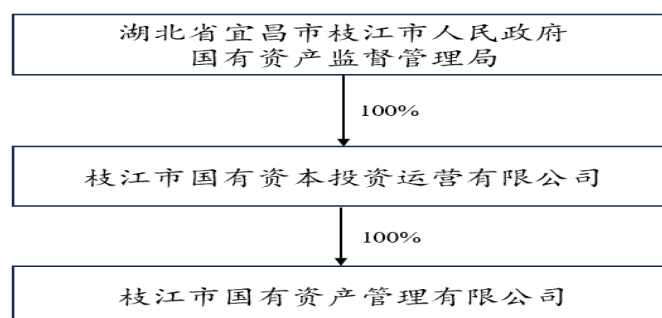 湖北省宜昌市枝江市人民政府
国有资产监督管理局
100%
枝江市国有资本投资运营有限公司
100%
枝江市国有资产管理有限公司